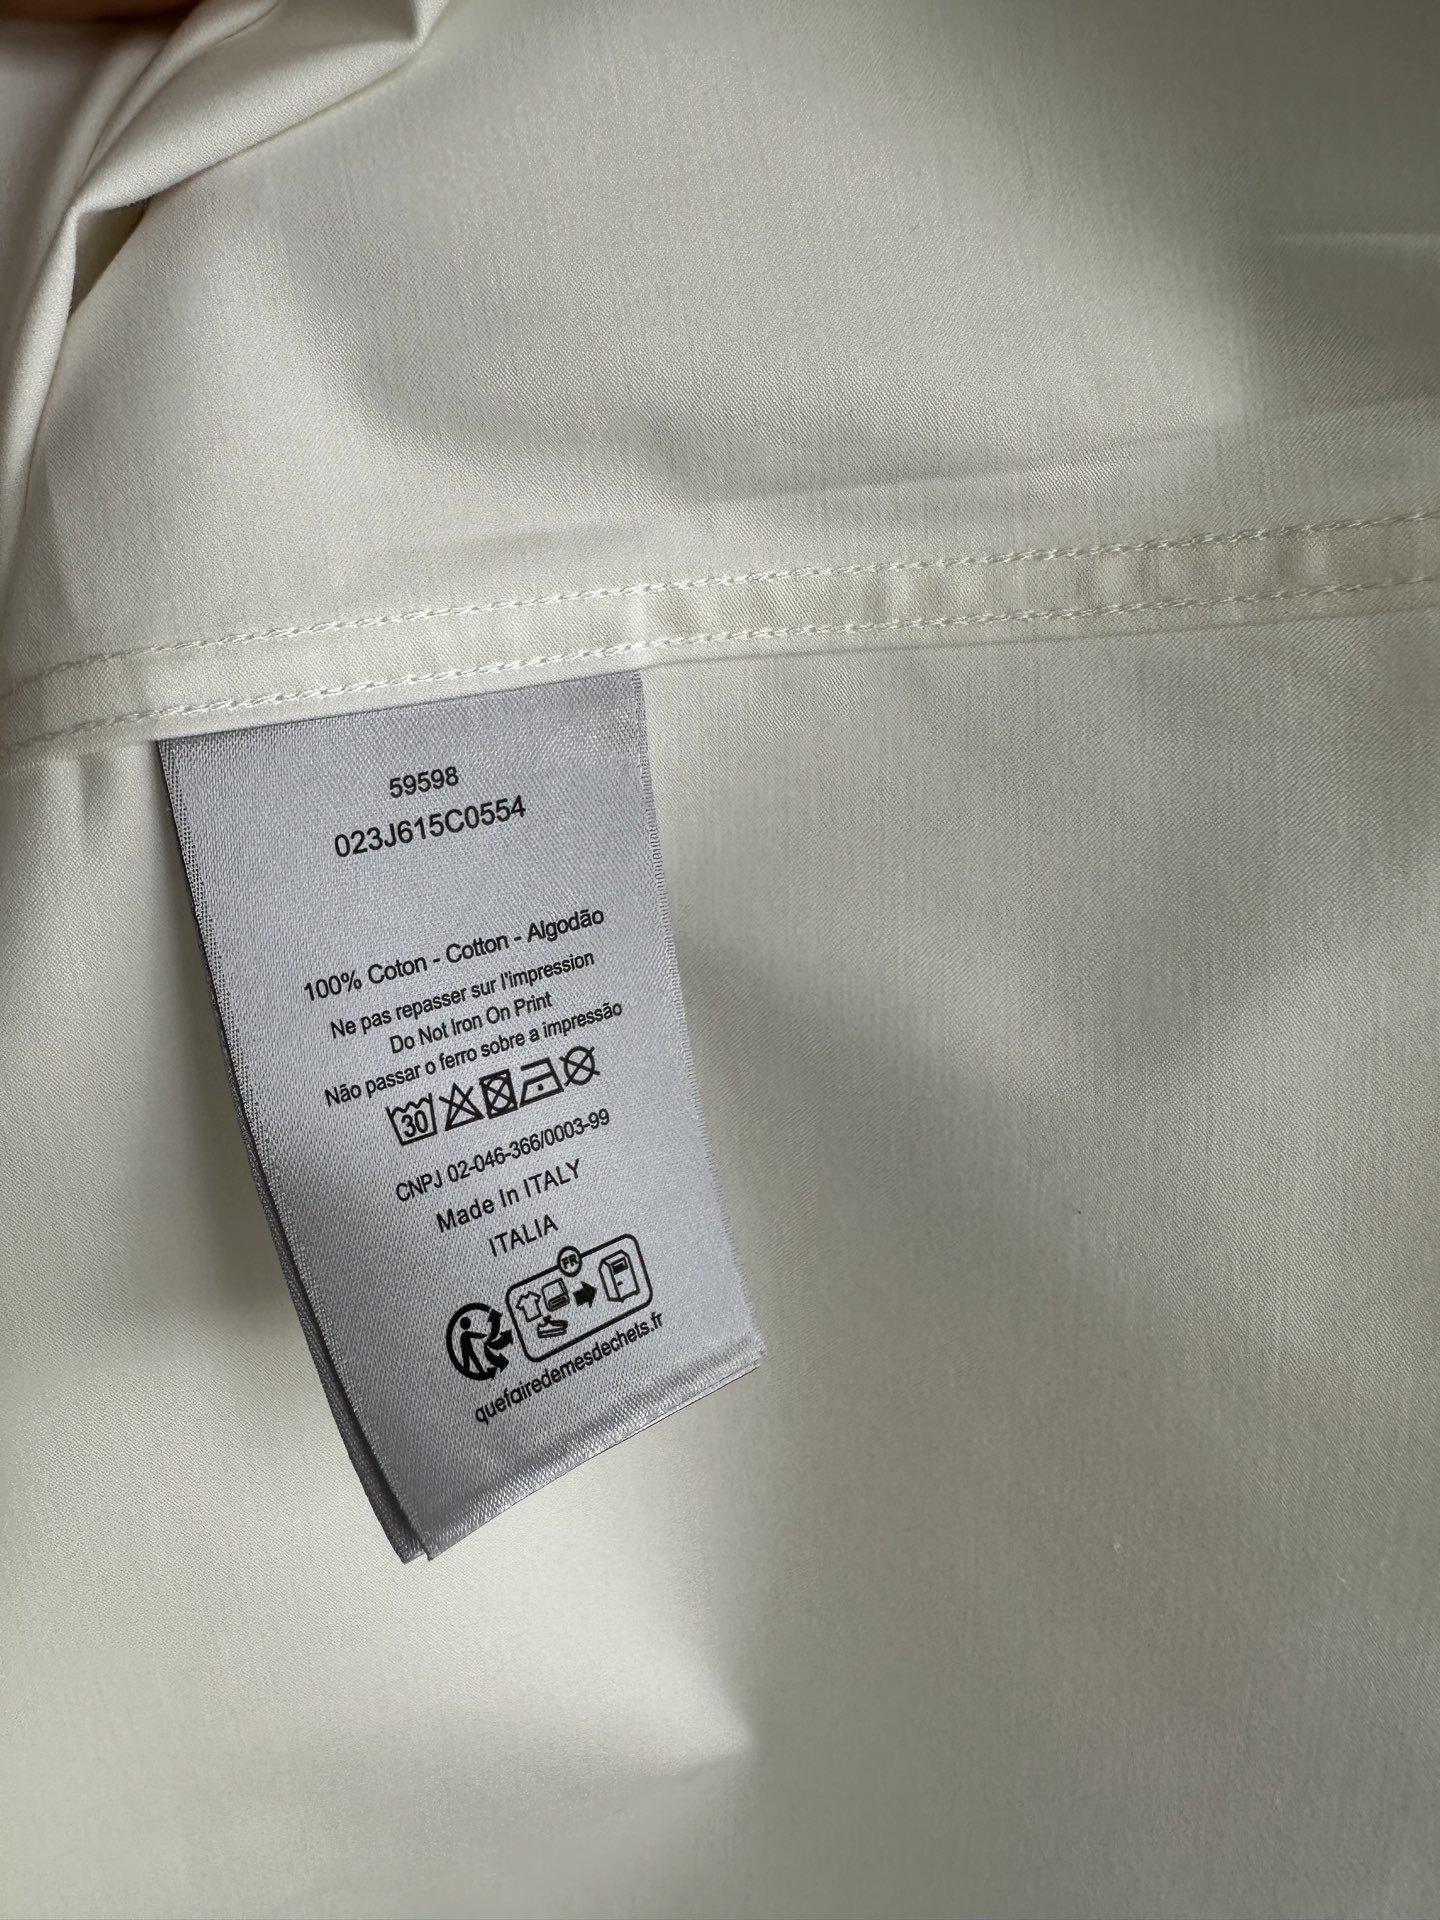 59598
023J615C0554
100% Coton - Cotton - Algodão
Ne pas repasser sur l'impression
Do Not Iron On Print
Não passar o ferro sobre a impressão
30
CNPJ 02-046-366/0003-99
Made In ITALY
ITALIA
FR
quefairedemesdechets.fr